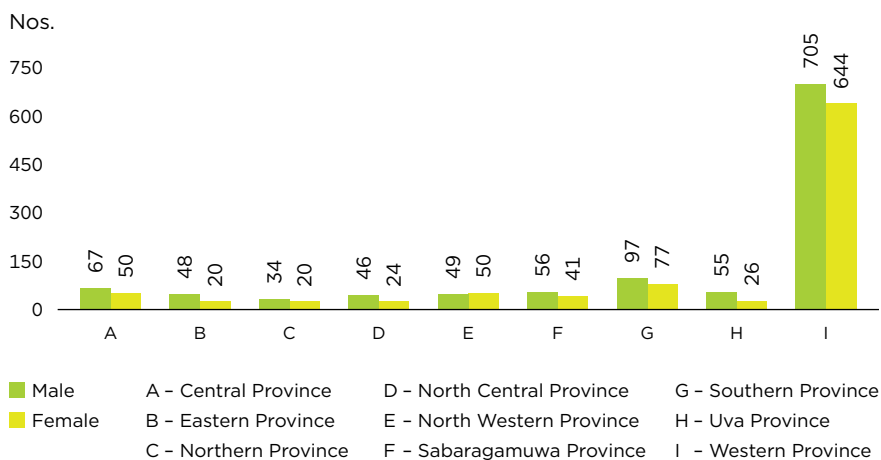 Nos.
750
600
450
300
150
0
67 50 48 20 34 20 46 24 49 50 56 41 97 77 55 26 705 644
A B C D E F G H I
Male A – Central Province D – North Central Province G – Southern Province
Female B – Eastern Province E – North Western Province H – Uva Province
C – Northern Province F – Sabaragamuwa Province I – Western Province